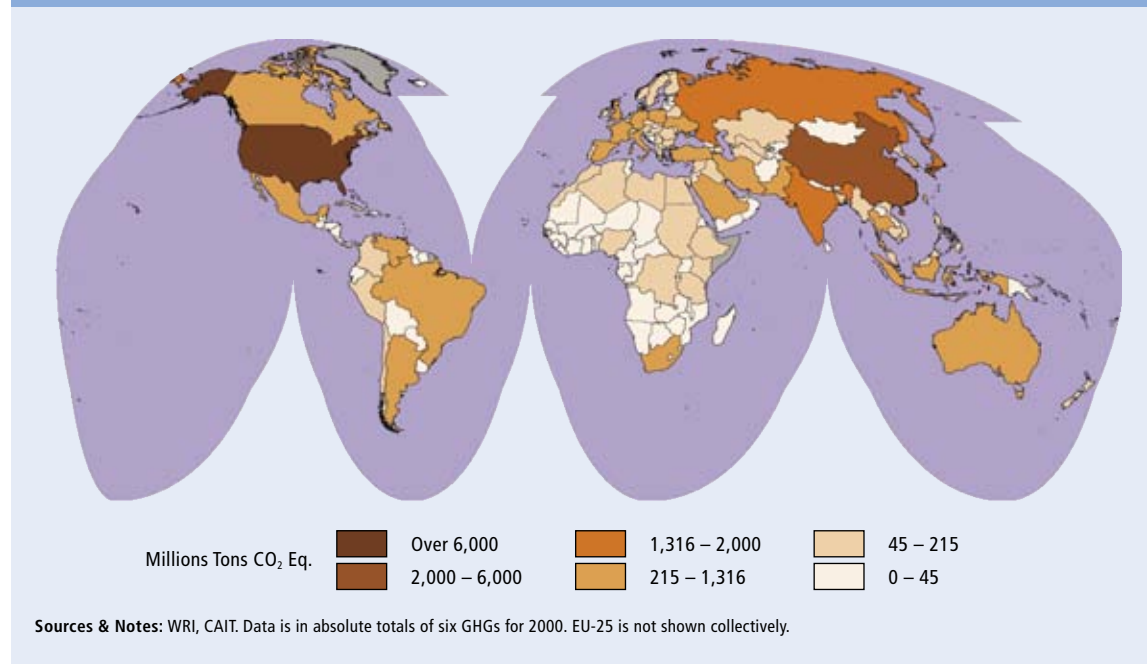 Millions Tons CO₂ Eq.
Over 6,000
2,000 – 6,000
1,316 – 2,000
215 – 1,316
45 – 215
0 – 45
Sources & Notes: WRI, CAIT. Data is in absolute totals of six GHGs for 2000. EU-25 is not shown collectively.